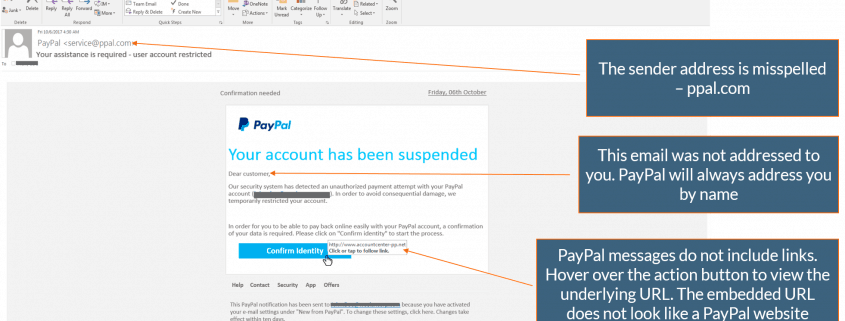 Junk Delete Reply Reply Forward IM More
All
Team Email Done
Reply & Delete Create New
Move OneNote
Actions
Mark Categorize Follow
Unread Up
Translate Related
Select
Zoom
Delete Respond Quick Steps Move Tags Editing Zoom
Fri 10/6/2017 4:30 AM
PayPal <service@ppal.com>
Your assistance is required - user account restricted
To
The sender address is misspelled
– ppal.com
Confirmation needed Friday, 06th October
PayPal
Your account has been suspended
Dear customer,
This email was not addressed to
you. PayPal will always address you
by name
Our security system has detected an unauthorized payment attempt with your PayPal
account ( ). In order to avoid consequential damage, we
temporarily restricted your account.
In order for you to be able to pay back online easily with your PayPal account, a confirmation
of your data is required. Please click on "Confirm identity" to start the process.
Confirm Identity
http://www.accountcenter-pp.net
Click or tap to follow link.
PayPal messages do not include links.
Hover over the action button to view the
underlying URL. The embedded URL
does not look like a PayPal website
Help Contact Security App Offers
This PayPal notification has been sent to because you have activated
your e-mail settings under "New from PayPal". To change these settings, click here. Changes take
effect within ten days.